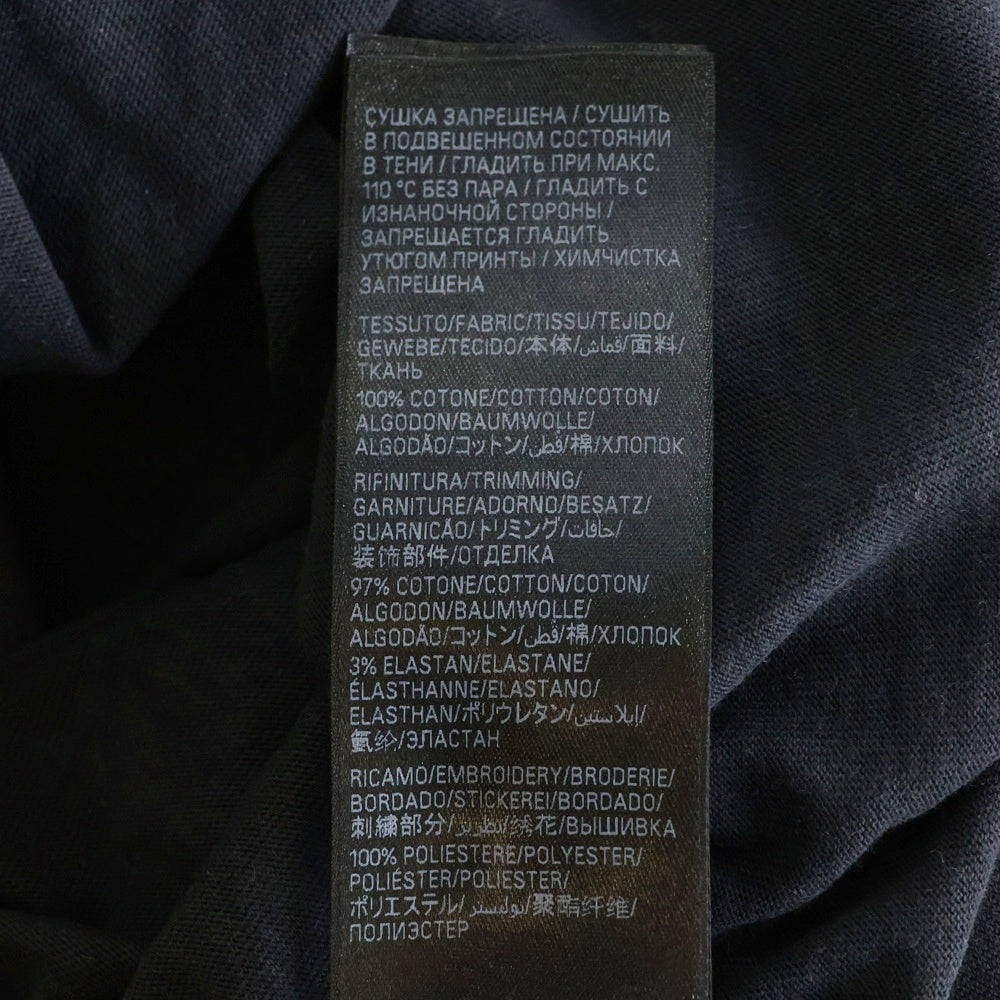 СУШКА ЗАПРЕЩЕНА / СУШИТЬ
В ПОДВЕШЕННОМ СОСТОЯНИИ
В ТЕНИ / ГЛАДИТЬ ПРИ МАКС.
110 °C БЕЗ ПАРА / ГЛАДИТЬ С
ИЗНАНОЧНОЙ СТОРОНЫ /
ЗАПРЕЩАЕТСЯ ГЛАДИТЬ
УТЮГОМ ПРИНТЫ / ХИМЧИСТКА
ЗАПРЕЩЕНА
TESSUTO/FABRIC/TISSU/TEJIDO/
GEWEBE/TECIDO/本体/قماش/面料/
ТКАНЬ
100% COTONE/COTTON/COTON/
ALGODON/BAUMWOLLE/
ALGODÃO/コットン/قطن/棉/ХЛОПОК
RIFINITURA/TRIMMING/
GARNITURE/ADORNO/BESATZ/
GUARNICÃO/トリミング/حافات/
装饰部件/ОТДЕЛКА
97% COTONE/COTTON/COTON/
ALGODON/BAUMWOLLE/
ALGODÃO/コットン/قطن/棉/ХЛОПОК
3% ELASTAN/ELASTANE/
ÉLASTHANNE/ELASTANO/
ELASTHAN/ポリウレタン/إيلاستين/
氨纶/ЭЛАСТАН
RICAMO/EMBROIDERY/BRODERIE/
BORDADO/STICKEREI/BORDADO/
刺繍部分/تطريز/绣花/ВЫШИВКА
100% POLIESTERE/POLYESTER/
POLIÉSTER/POLIESTER/
ポリエステル/بوليستر/聚酯纤维/
ПОЛИЭСТЕР